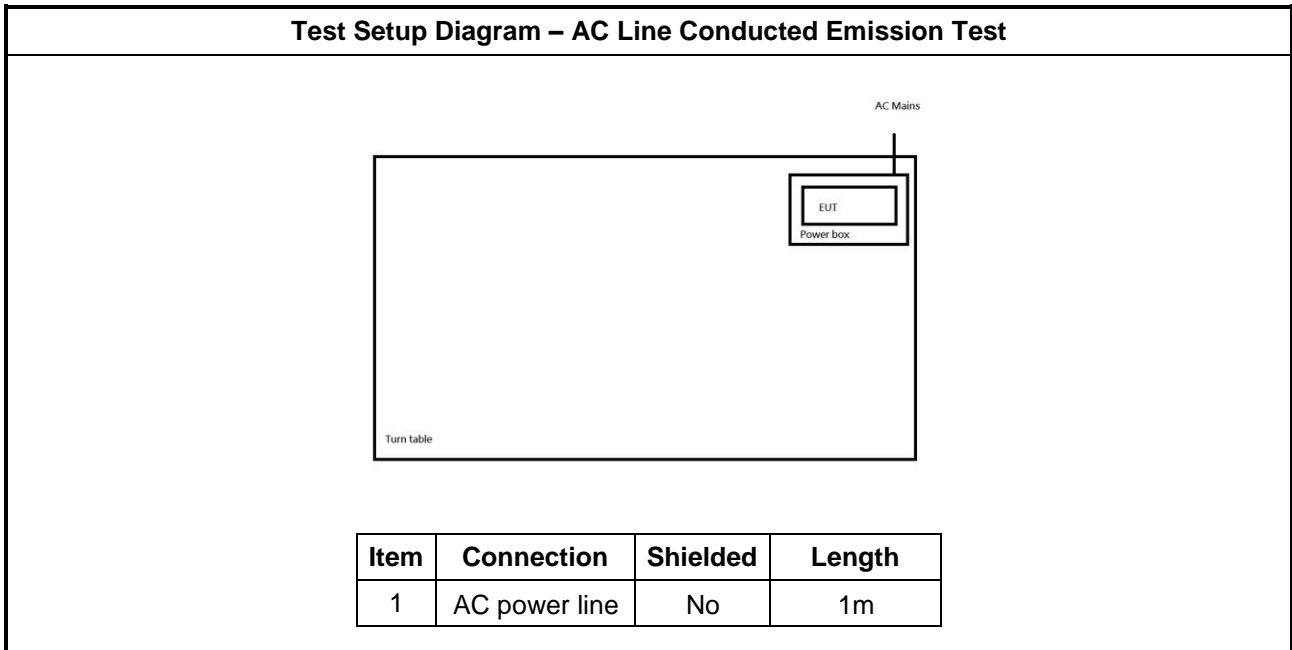 Test Setup Diagram – AC Line Conducted Emission Test
AC Mains
EUT
Power box
Turn table
Item Connection Shielded Length
1 AC power line No 1m